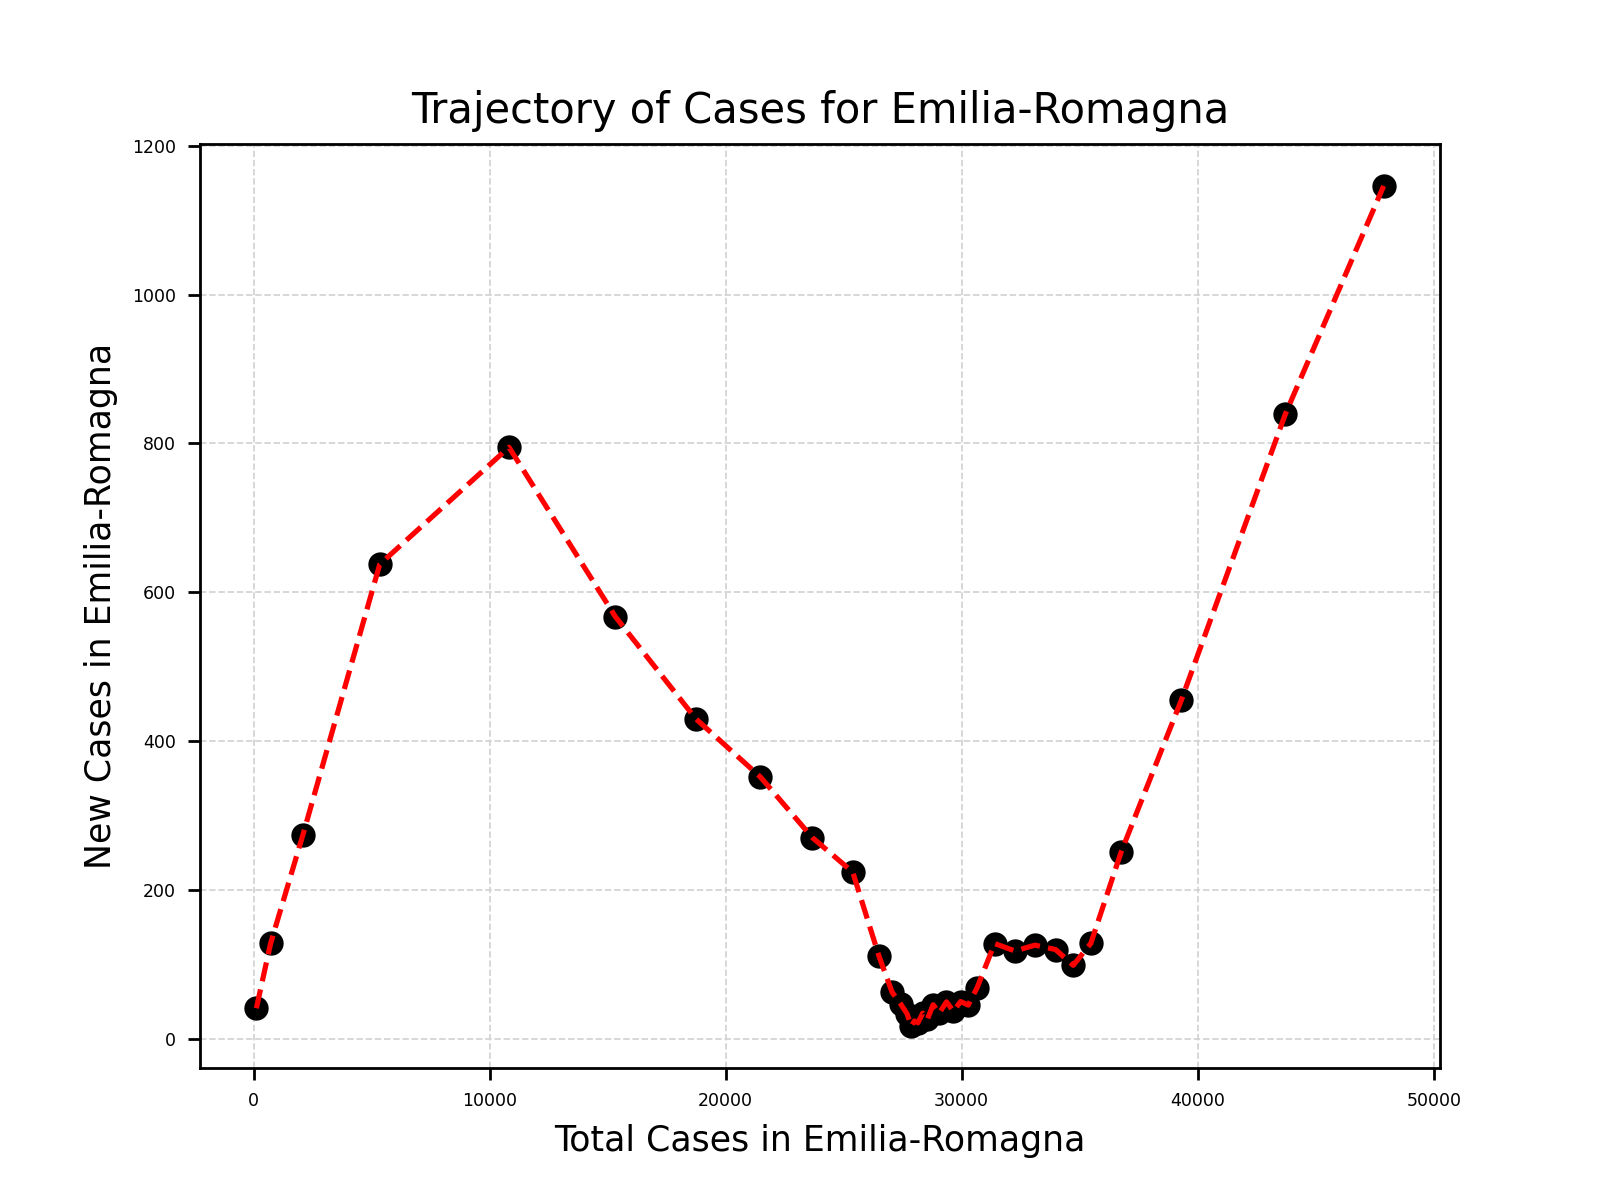 Trajectory of Cases for Emilia-Romagna
1200
1000
800
600
400
200
0
New Cases in Emilia-Romagna
0 10000 20000 30000 40000 50000
Total Cases in Emilia-Romagna